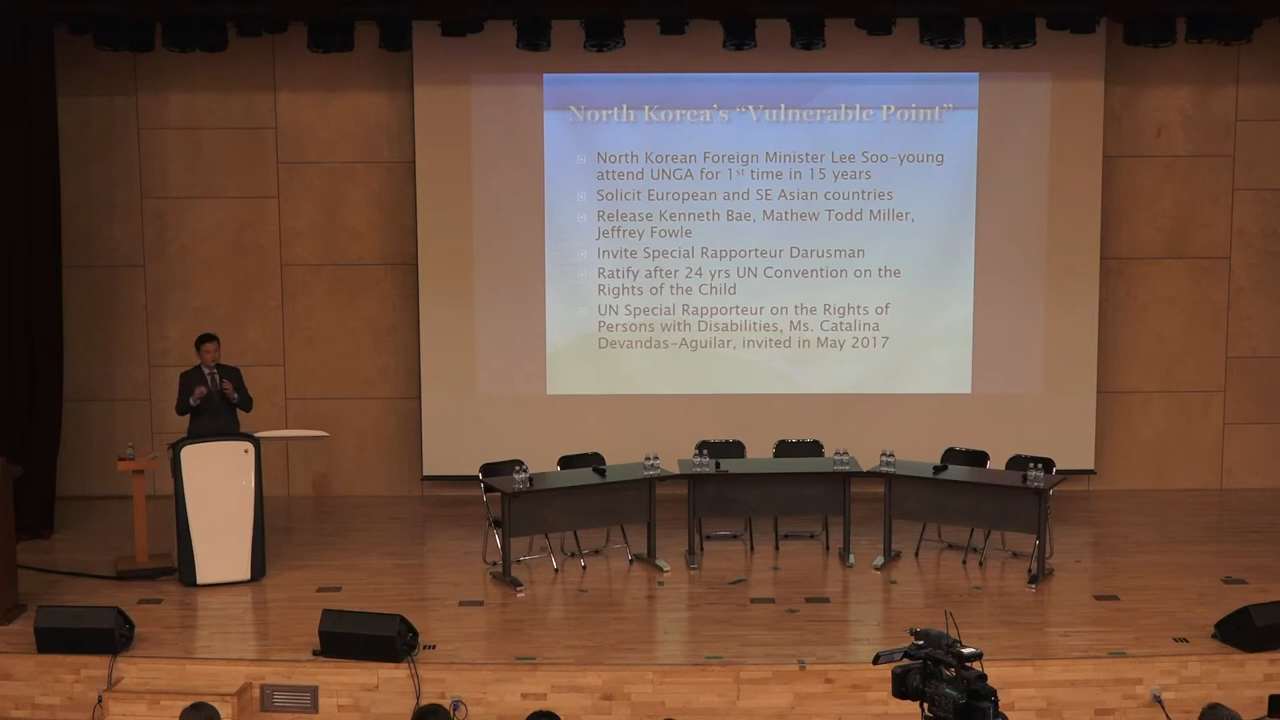 North Korea's “Vulnerable Point”
North Korean Foreign Minister Lee Soo-young
attend UNGA for 1st time in 15 years
Solicit European and SE Asian countries
Release Kenneth Bae, Mathew Todd Miller,
Jeffrey Fowle
Invite Special Rapporteur Darusman
Ratify after 24 yrs UN Convention on the
Rights of the Child
UN Special Rapporteur on the Rights of
Persons with Disabilities, Ms. Catalina
Devandas-Aguilar, invited in May 2017